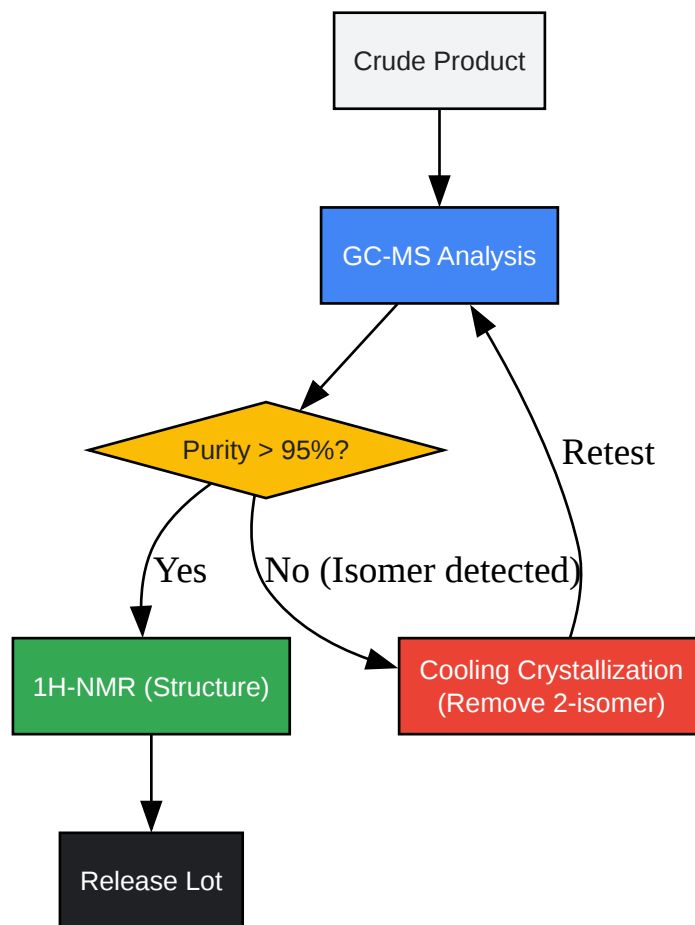 Crude Product
GC-MS Analysis
Purity > 95%?
Retest
Yes
No (Isomer detected)
1H-NMR (Structure)
Cooling Crystallization
(Remove 2-isomer)
Release Lot